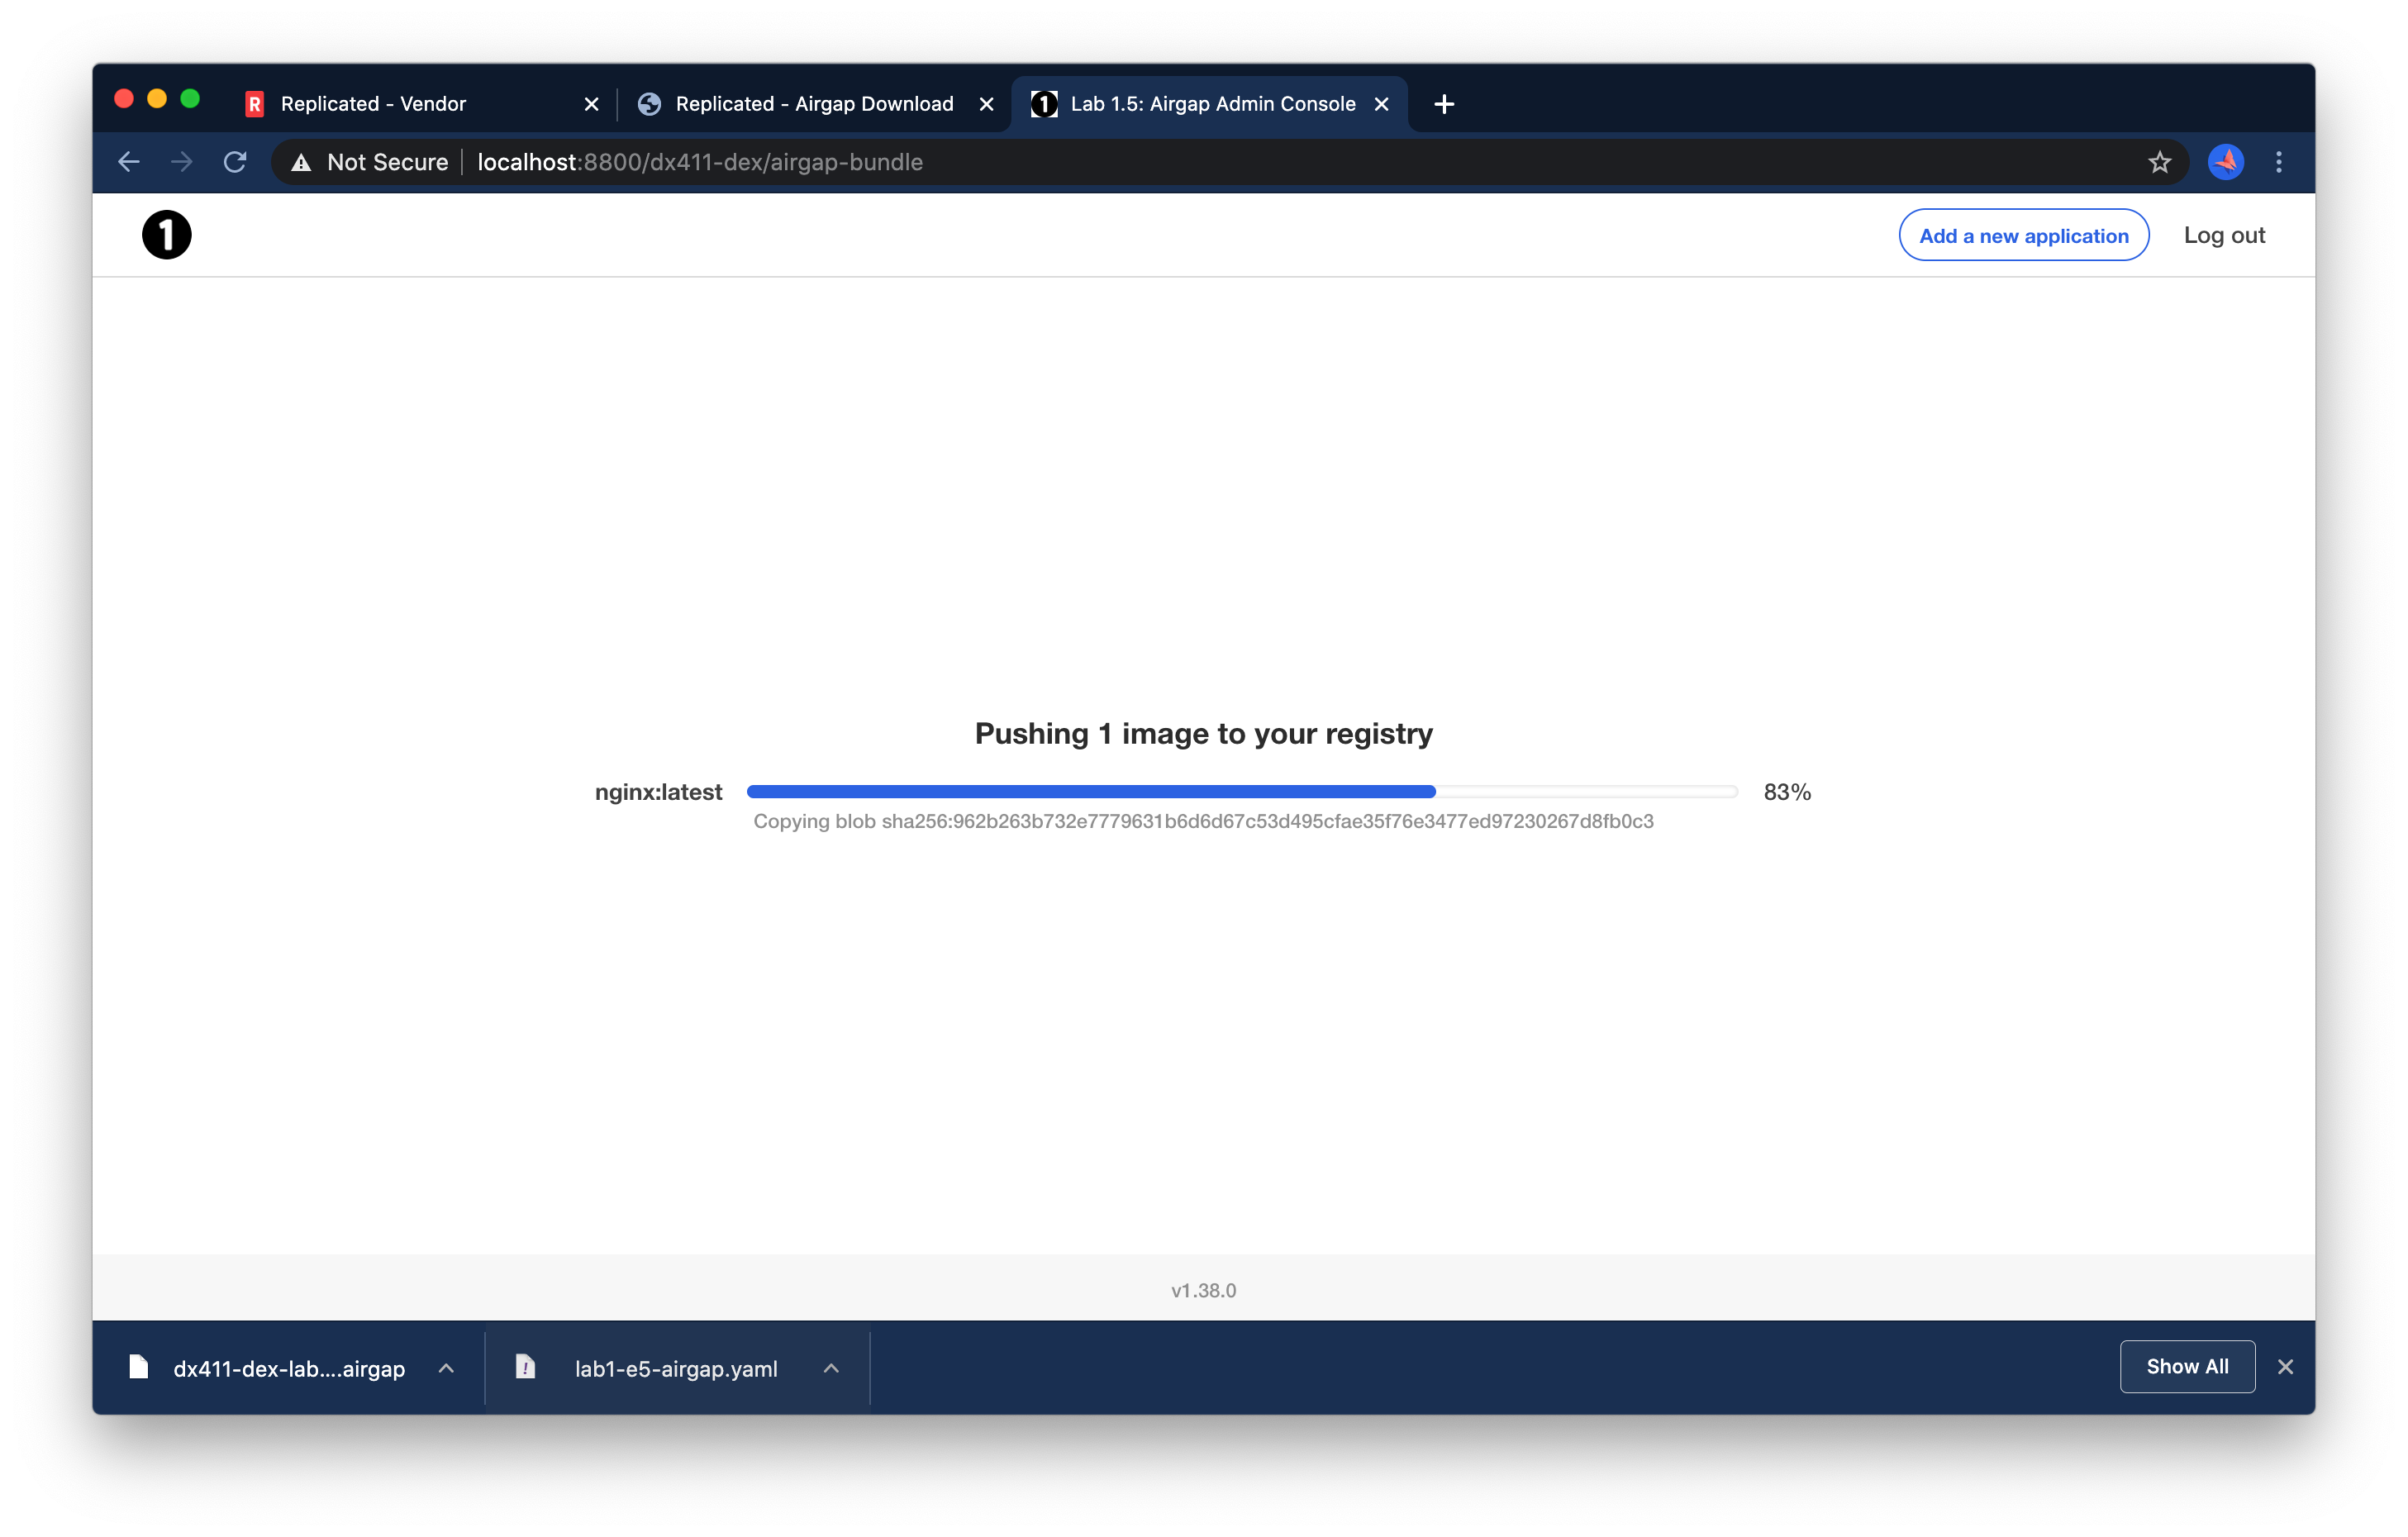 R Replicated - Vendor
Replicated - Airgap Download
1 Lab 1.5: Airgap Admin Console
Not Secure localhost:8800/dx411-dex/airgap-bundle
1
Add a new application
Log out
Pushing 1 image to your registry
nginx:latest 83%
Copying blob sha256:962b263b732e7779631b6d6d67c53d495cfae35f76e3477ed97230267d8fb0c3
v1.38.0
dx411-dex-lab....airgap
! lab1-e5-airgap.yaml
Show All